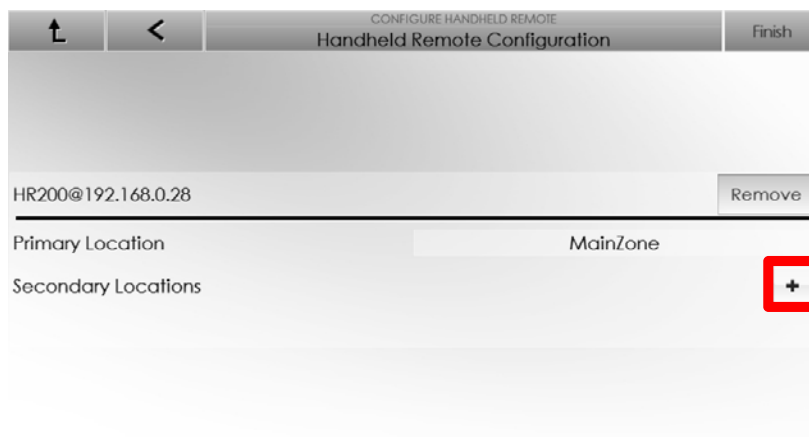 CONFIGURE HANDHELD REMOTE
Handheld Remote Configuration
Finish
HR200@192.168.0.28
Remove
Primary Location
MainZone
Secondary Locations
+